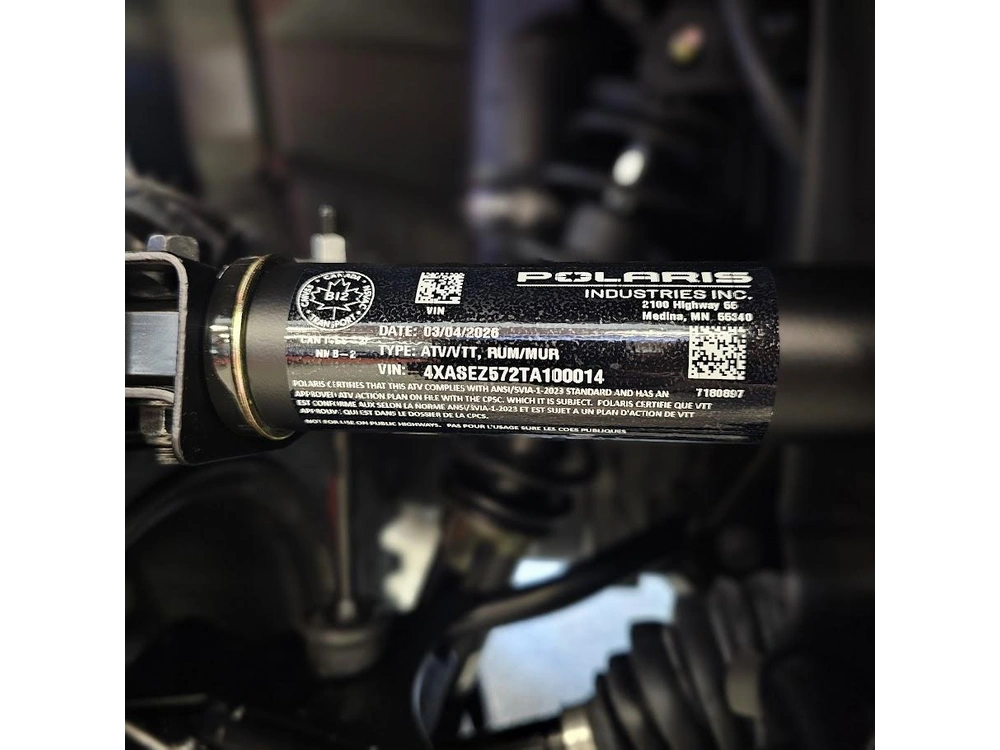 CANADA
B12
TRANSPORT
VIN
POLARIS
INDUSTRIES INC.
2100 Highway 55
Medina, MN 55340
DATE: 03/04/2026
TYPE: ATV/VTT, RUM/MUR
VIN: 4XASEZ572TA100014
7180897
POLARIS CERTIFIES THAT THIS ATV COMPLIES WITH ANSI/SVIA-1-2023 STANDARD AND HAS AN
APPROVED ATV ACTION PLAN ON FILE WITH THE CPSC. WHICH IT IS SUBJECT. POLARIS CERTIFIE QUE VTT
EST CONFORME AUX SELON LA NORME ANSI/SVIA-1-2023 ET EST SUJET A UN PLAN D'ACTION DE VTT
APPROUV: QUI EST DANS LE DOSSIER DE LA CPCS.
NOT FOR USE ON PUBLIC HIGHWAYS. PAS POUR L'USAGE SURE LES COES PUBLIQUES